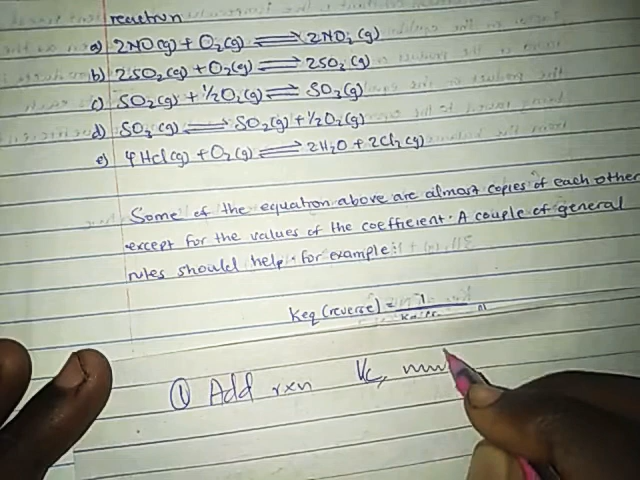 reaction
a) 2NO(g) + O₂(g) ⇌ 2NO₂(g)
b) 2SO₂(g) + O₂(g) ⇌ 2SO₃(g)
c) SO₂(g) + ½O₂(g) ⇌ SO₃(g)
d) SO₃(g) ⇌ SO₂(g) + ½O₂(g)
e) 4Hcl(g) + O₂(g) ⇌ 2H₂O + 2Cl₂(g)
Some of the equation above are almost copies of each other
except for the values of the coefficient. A couple of general
rules should help. for example:
Keq (reverse) = 1
① Add rxn Kc,